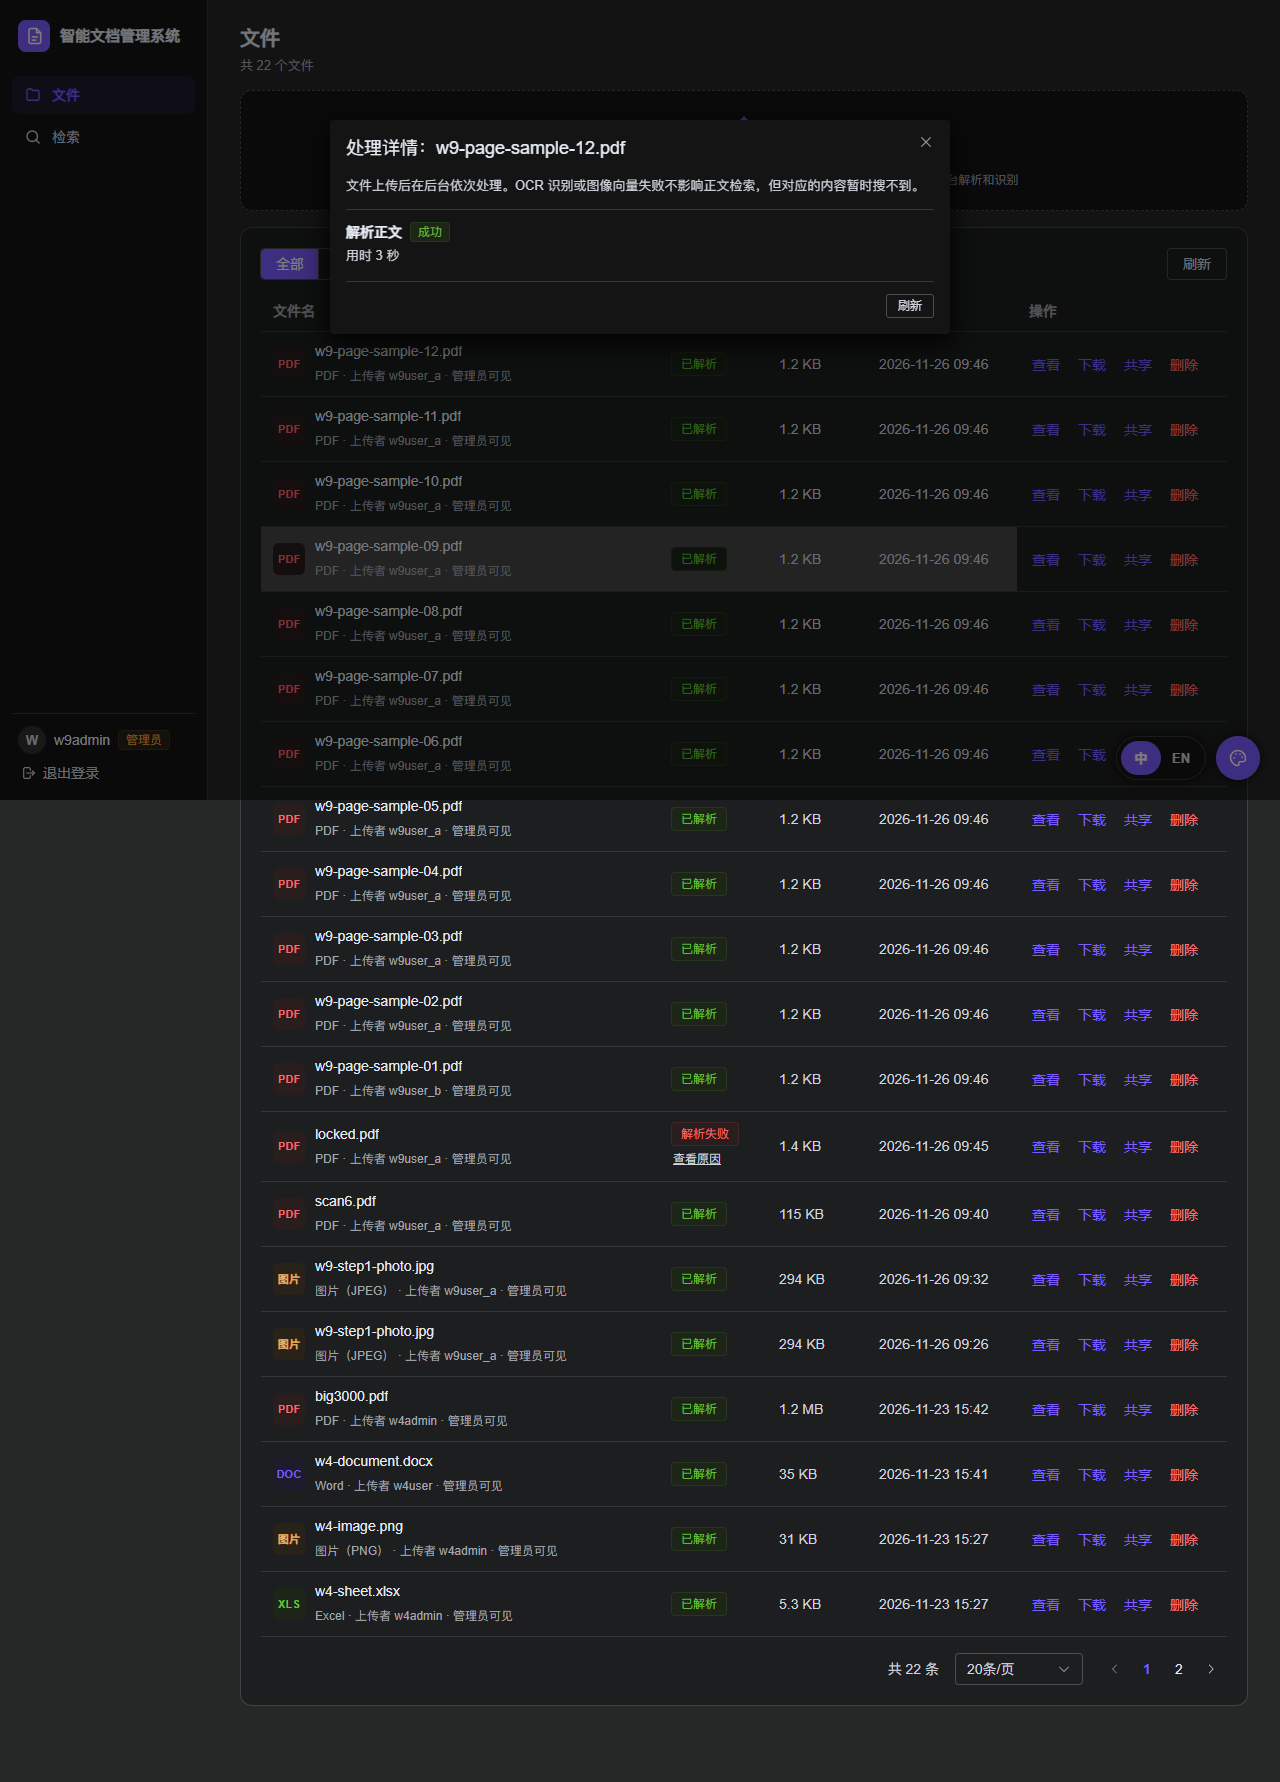 智能文档管理系统
文件
检索
文件
共 22 个文件
台解析和识别
处理详情：w9-page-sample-12.pdf
文件上传后在后台依次处理。OCR 识别或图像向量失败不影响正文检索，但对应的内容暂时搜不到。
解析正文 成功
用时 3 秒
刷新
全部
刷新
文件名 操作
PDF w9-page-sample-12.pdf 已解析 1.2 KB 2026-11-26 09:46 查看 下载 共享 删除
PDF · 上传者 w9user_a · 管理员可见
PDF w9-page-sample-11.pdf 已解析 1.2 KB 2026-11-26 09:46 查看 下载 共享 删除
PDF · 上传者 w9user_a · 管理员可见
PDF w9-page-sample-10.pdf 已解析 1.2 KB 2026-11-26 09:46 查看 下载 共享 删除
PDF · 上传者 w9user_a · 管理员可见
PDF w9-page-sample-09.pdf 已解析 1.2 KB 2026-11-26 09:46 查看 下载 共享 删除
PDF · 上传者 w9user_a · 管理员可见
PDF w9-page-sample-08.pdf 已解析 1.2 KB 2026-11-26 09:46 查看 下载 共享 删除
PDF · 上传者 w9user_a · 管理员可见
PDF w9-page-sample-07.pdf 已解析 1.2 KB 2026-11-26 09:46 查看 下载 共享 删除
PDF · 上传者 w9user_a · 管理员可见
PDF w9-page-sample-06.pdf 已解析 1.2 KB 2026-11-26 09:46 查看 下载
PDF · 上传者 w9user_a · 管理员可见
W w9admin 管理员
退出登录
中 EN
PDF w9-page-sample-05.pdf 已解析 1.2 KB 2026-11-26 09:46 查看 下载 共享 删除
PDF · 上传者 w9user_a · 管理员可见
PDF w9-page-sample-04.pdf 已解析 1.2 KB 2026-11-26 09:46 查看 下载 共享 删除
PDF · 上传者 w9user_a · 管理员可见
PDF w9-page-sample-03.pdf 已解析 1.2 KB 2026-11-26 09:46 查看 下载 共享 删除
PDF · 上传者 w9user_a · 管理员可见
PDF w9-page-sample-02.pdf 已解析 1.2 KB 2026-11-26 09:46 查看 下载 共享 删除
PDF · 上传者 w9user_a · 管理员可见
PDF w9-page-sample-01.pdf 已解析 1.2 KB 2026-11-26 09:46 查看 下载 共享 删除
PDF · 上传者 w9user_b · 管理员可见
PDF locked.pdf 解析失败 1.4 KB 2026-11-26 09:45 查看 下载 共享 删除
PDF · 上传者 w9user_a · 管理员可见 查看原因
PDF scan6.pdf 已解析 115 KB 2026-11-26 09:40 查看 下载 共享 删除
PDF · 上传者 w9user_a · 管理员可见
图片 w9-step1-photo.jpg 已解析 294 KB 2026-11-26 09:32 查看 下载 共享 删除
图片（JPEG） · 上传者 w9user_a · 管理员可见
图片 w9-step1-photo.jpg 已解析 294 KB 2026-11-26 09:26 查看 下载 共享 删除
图片（JPEG） · 上传者 w9user_a · 管理员可见
PDF big3000.pdf 已解析 1.2 MB 2026-11-23 15:42 查看 下载 共享 删除
PDF · 上传者 w4admin · 管理员可见
DOC w4-document.docx 已解析 35 KB 2026-11-23 15:41 查看 下载 共享 删除
Word · 上传者 w4user · 管理员可见
图片 w4-image.png 已解析 31 KB 2026-11-23 15:27 查看 下载 共享 删除
图片（PNG） · 上传者 w4admin · 管理员可见
XLS w4-sheet.xlsx 已解析 5.3 KB 2026-11-23 15:27 查看 下载 共享 删除
Excel · 上传者 w4admin · 管理员可见
共 22 条 20条/页 1 2